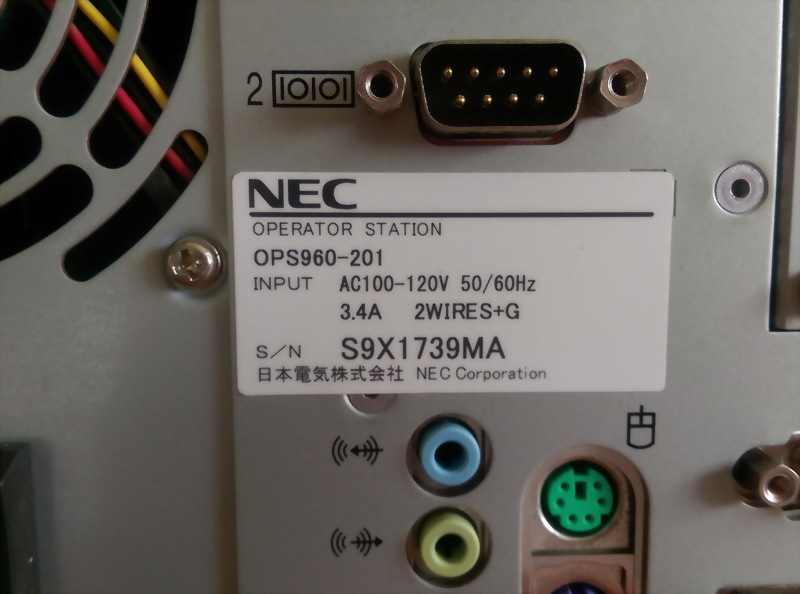 2 |O|O|
NEC
OPERATOR STATION
OPS960-201
INPUT AC100-120V 50/60Hz
3.4A 2WIRES+G
S/N S9X1739MA
日本電気株式会社 NEC Corporation